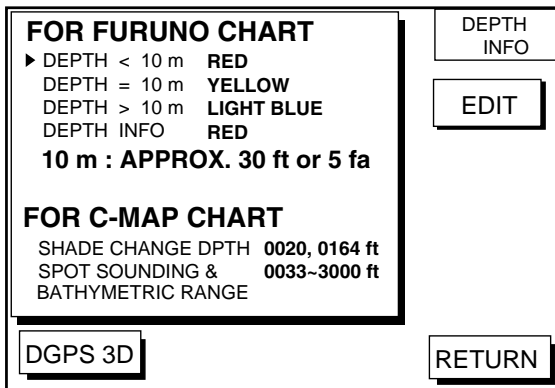 FOR FURUNO CHART
DEPTH < 10 m RED
DEPTH = 10 m YELLOW
DEPTH > 10 m LIGHT BLUE
DEPTH INFO RED
10 m : APPROX. 30 ft or 5 fa
FOR C-MAP CHART
SHADE CHANGE DPTH 0020, 0164 ft
SPOT SOUNDING & 0033~3000 ft
BATHYMETRIC RANGE
DEPTH
INFO
EDIT
DGPS 3D
RETURN